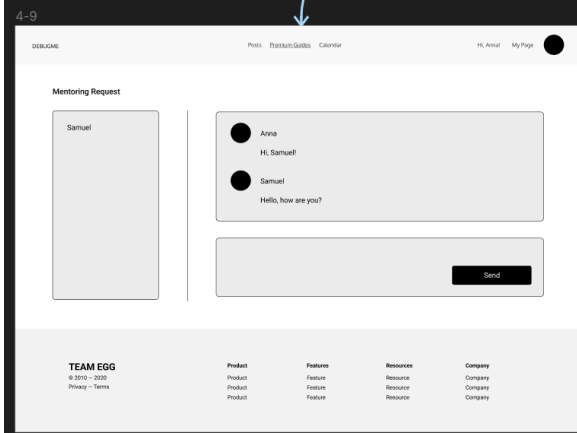 4-9
DEBUGME
Posts Premium Guides Calendar
Hi, Anna! My Page
Mentoring Request
Samuel
Anna
Hi, Samuel!
Samuel
Hello, how are you?
Send
TEAM EGG
© 2010 — 2020
Privacy — Terms
Product
Product
Product
Product
Features
Feature
Feature
Feature
Resources
Resource
Resource
Resource
Company
Company
Company
Company